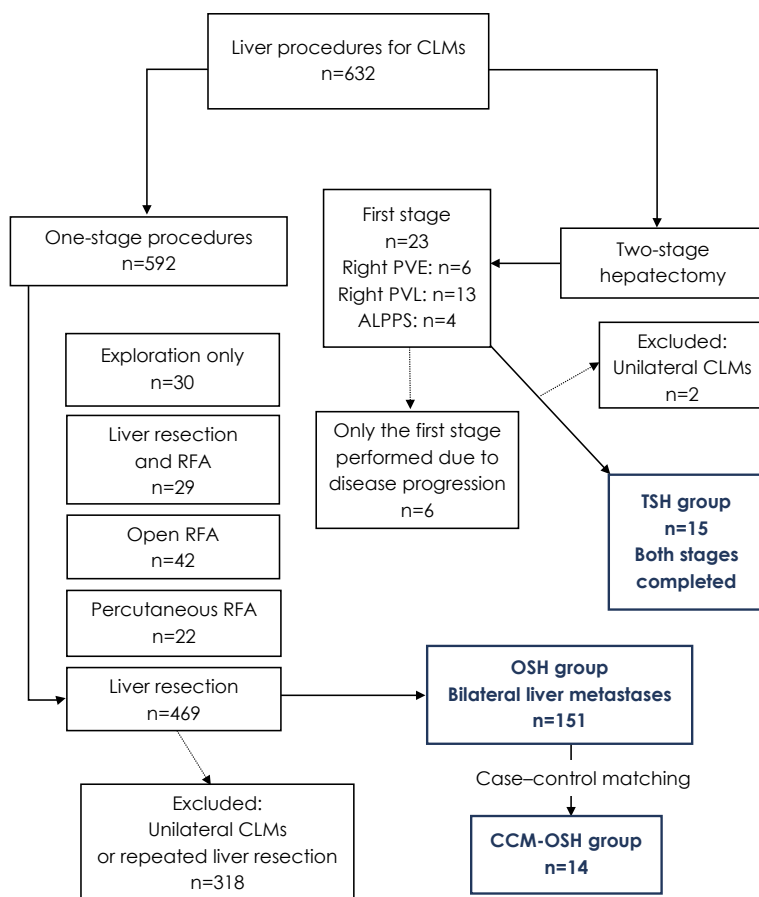 Liver procedures for CLMs
n=632
One-stage procedures
n=592
First stage
n=23
Right PVE: n=6
Right PVL: n=13
ALPPS: n=4
Two-stage
hepatectomy
Excluded:
Unilateral CLMs
n=2
Exploration only
n=30
Liver resection
and RFA
n=29
Open RFA
n=42
Percutaneous RFA
n=22
Liver resection
n=469
Only the first stage
performed due to
disease progression
n=6
TSH group
n=15
Both stages
completed
OSH group
Bilateral liver metastases
n=151
Case–control matching
CCM-OSH group
n=14
Excluded:
Unilateral CLMs
or repeated liver resection
n=318